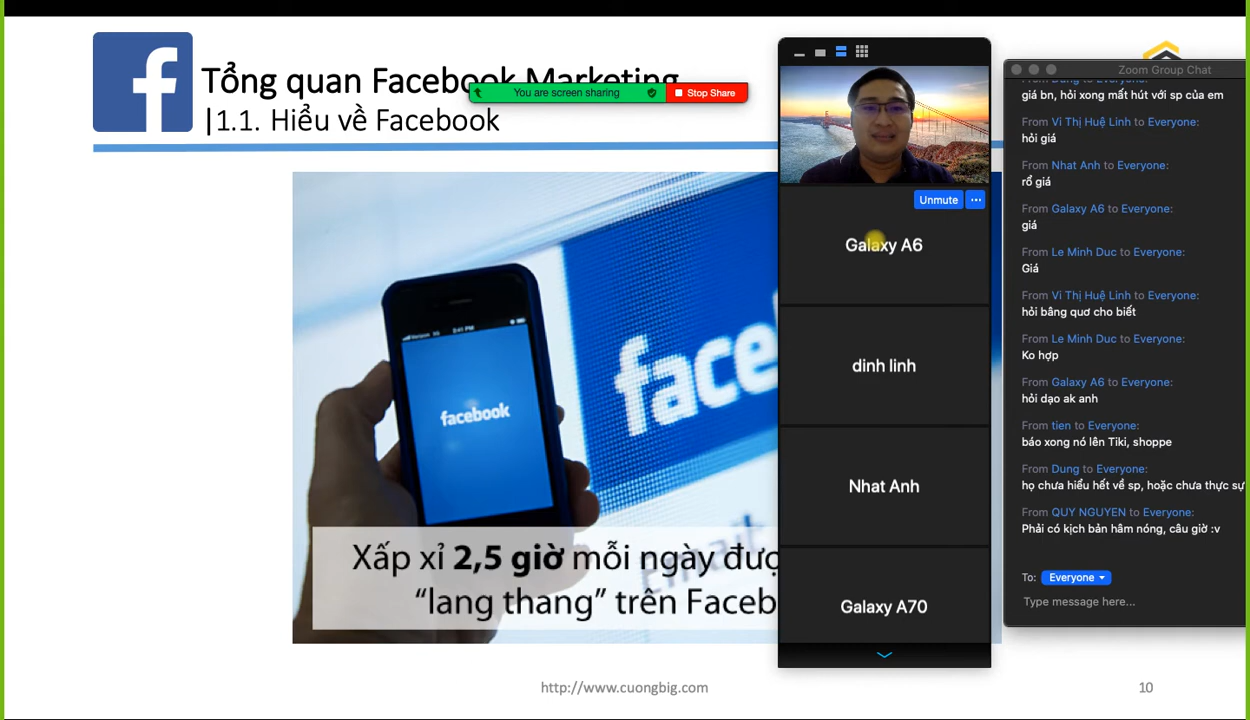 Tổng quan Facebook Marketing
|1.1. Hiểu về Facebook
You are screen sharing
Stop Share
facebook
face
Email
Xấp xỉ 2,5 giờ mỗi ngày
“lang thang” trên Faceb
http://www.cuongbig.com
10
Unmute
Galaxy A6
dinh linh
Nhat Anh
Galaxy A70
Zoom Group Chat
From Dung to Everyone:
giá bn, hỏi xong mất hút với sp của em
From Vi Thị Huệ Linh to Everyone:
hỏi giá
From Nhat Anh to Everyone:
rổ giá
From Galaxy A6 to Everyone:
giá
From Le Minh Duc to Everyone:
Giá
From Vi Thị Huệ Linh to Everyone:
hỏi bâng quơ cho biết
From Le Minh Duc to Everyone:
Ko hợp
From Galaxy A6 to Everyone:
hỏi dạo ak anh
From tien to Everyone:
báo xong nó lên Tiki, shoppe
From Dung to Everyone:
họ chưa hiểu hết về sp, hoặc chưa thực sự
From QUY NGUYEN to Everyone:
Phải có kịch bản hâm nóng, câu giờ :v
To: Everyone
Type message here...